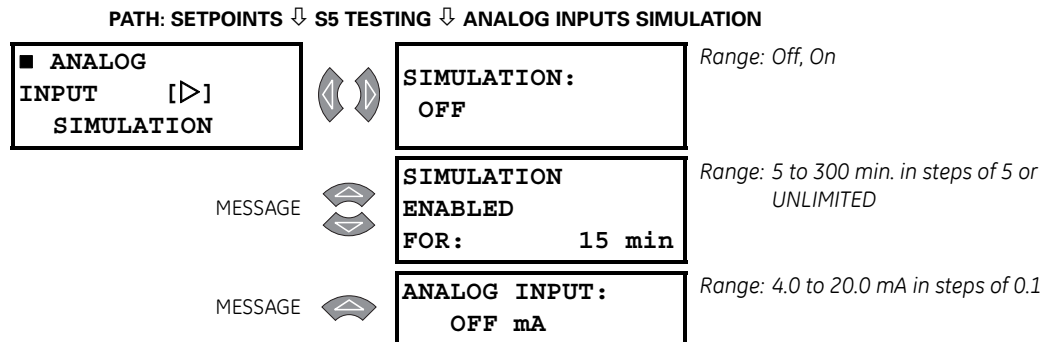 PATH: SETPOINTS ⇩ S5 TESTING ⇩ ANALOG INPUTS SIMULATION
■ ANALOG
INPUT [▷]
SIMULATION
SIMULATION:
OFF
Range: Off, On
MESSAGE
SIMULATION
ENABLED
FOR: 15 min
Range: 5 to 300 min. in steps of 5 or
UNLIMITED
MESSAGE
ANALOG INPUT:
OFF mA
Range: 4.0 to 20.0 mA in steps of 0.1